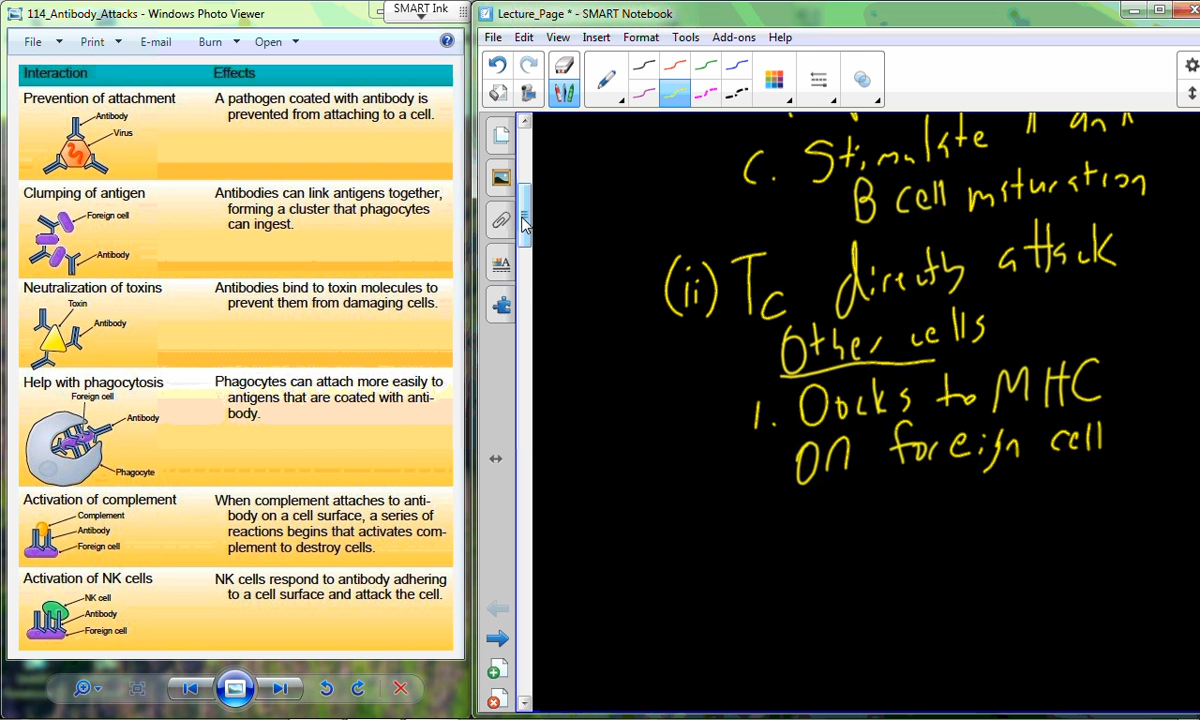 114_Antibody_Attacks - Windows Photo Viewer
SMART Ink
File Print E-mail Burn Open
Interaction Effects
Prevention of attachment
Antibody
Virus
A pathogen coated with antibody is
prevented from attaching to a cell.
Clumping of antigen
Foreign cell
Antibody
Antibodies can link antigens together,
forming a cluster that phagocytes
can ingest.
Neutralization of toxins
Toxin
Antibody
Antibodies bind to toxin molecules to
prevent them from damaging cells.
Help with phagocytosis
Foreign cell
Antibody
Phagocyte
Phagocytes can attach more easily to
antigens that are coated with anti-
body.
Activation of complement
Complement
Antibody
Foreign cell
When complement attaches to anti-
body on a cell surface, a series of
reactions begins that activates com-
plement to destroy cells.
Activation of NK cells
NK cell
Antibody
Foreign cell
NK cells respond to antibody adhering
to a cell surface and attack the cell.
Lecture_Page * - SMART Notebook
File Edit View Insert Format Tools Add-ons Help
C. Stimulate
B cell maturation
(ii) Tc directly attack
Other cells
1. Docks to MHC
on foreign cell